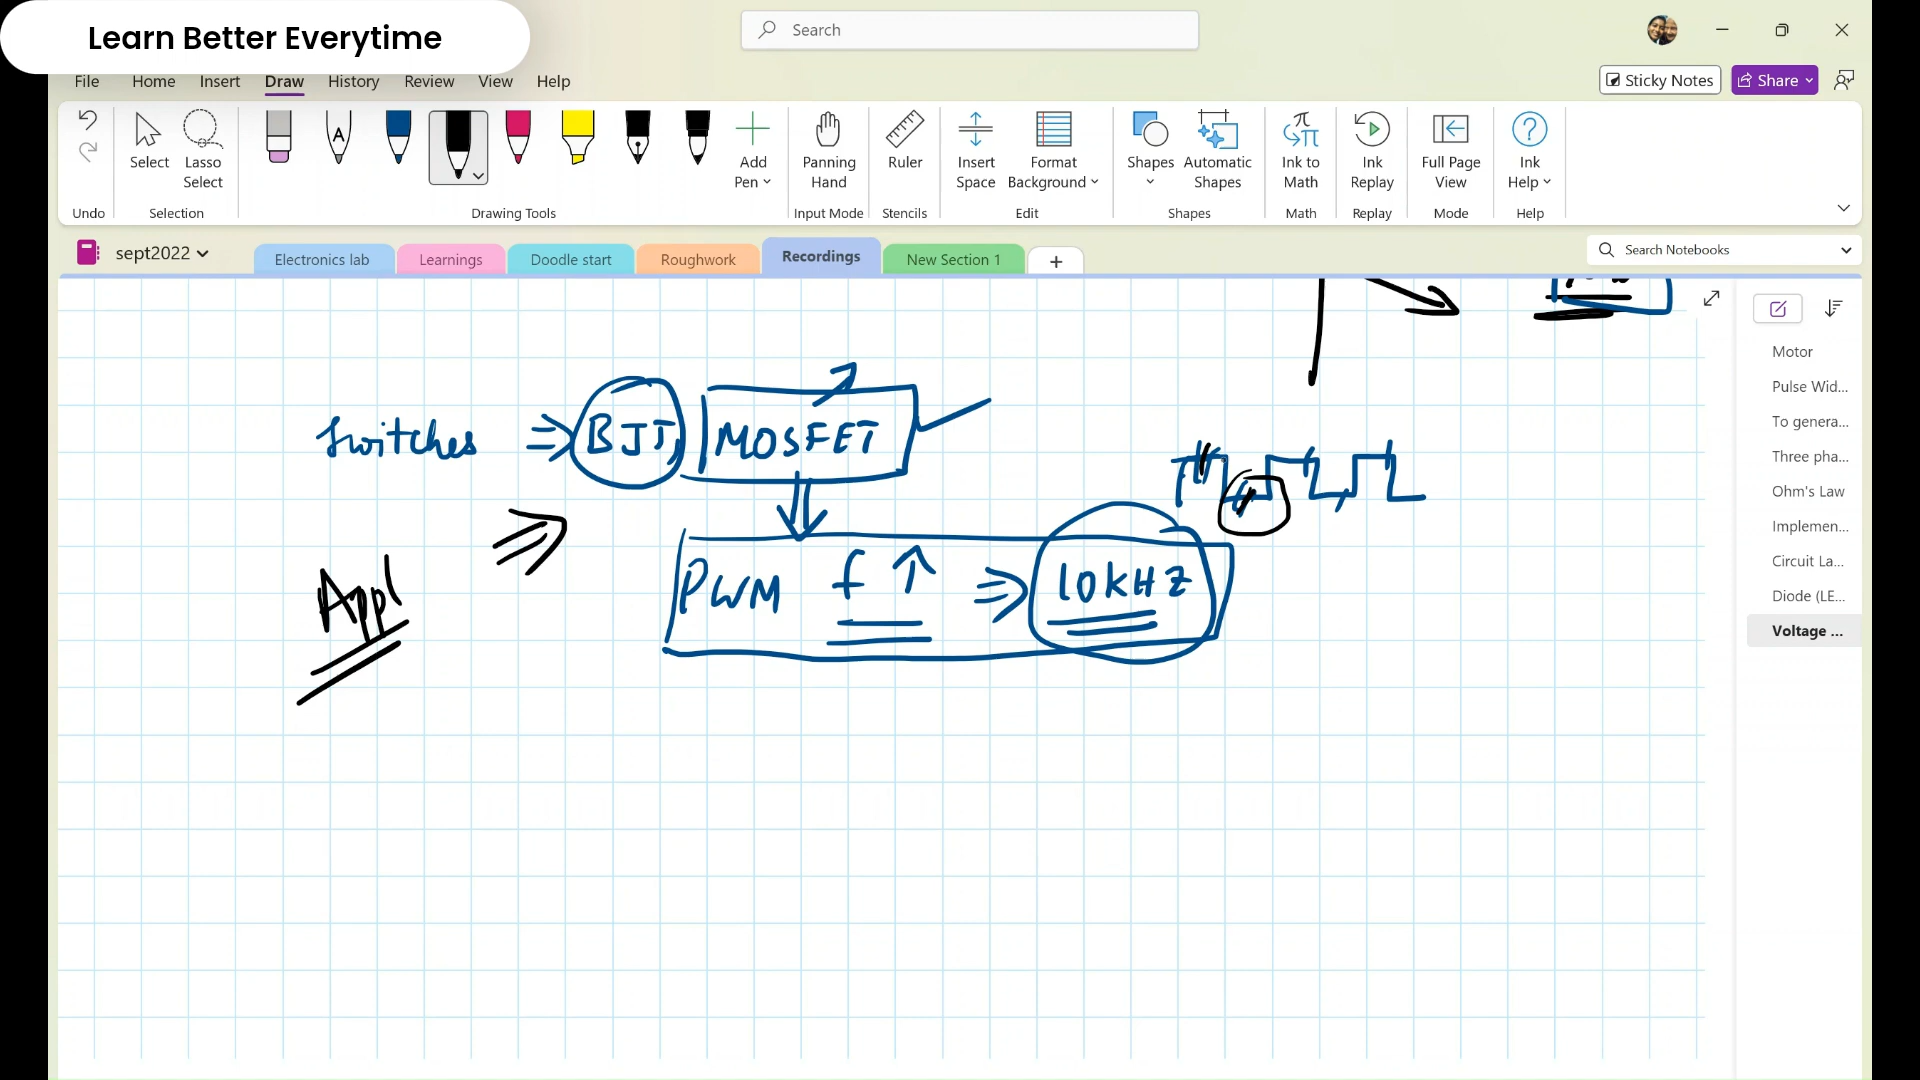 Learn Better Everytime
Search
File Home Insert Draw History Review View Help
Sticky Notes Share
Select Lasso Select Add Pen Panning Hand Ruler Insert Space Format Background Shapes Automatic Shapes Ink to Math Ink Replay Full Page View Ink Help
Undo Selection Drawing Tools Input Mode Stencils Edit Shapes Math Replay Mode Help
sept2022 Electronics lab Learnings Doodle start Roughwork Recordings New Section 1 + Search Notebooks
Motor
Pulse Wid...
To genera...
Three pha...
Ohm's Law
Implemen...
Circuit La...
Diode (LE...
Voltage ...
Switches ⇒ BJT, MOSFET
Appl ⇒
PWM f ↑ ⇒ 10kHz